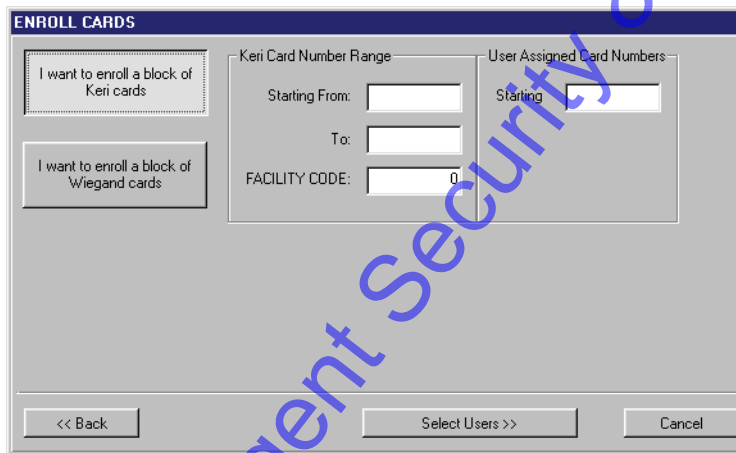 ENROLL CARDS
I want to enroll a block of
Keri cards
I want to enroll a block of
Wiegand cards
Keri Card Number Range
Starting From:
To:
FACILITY CODE: 0
User Assigned Card Numbers
Starting
<< Back
Select Users >>
Cancel
gent Security